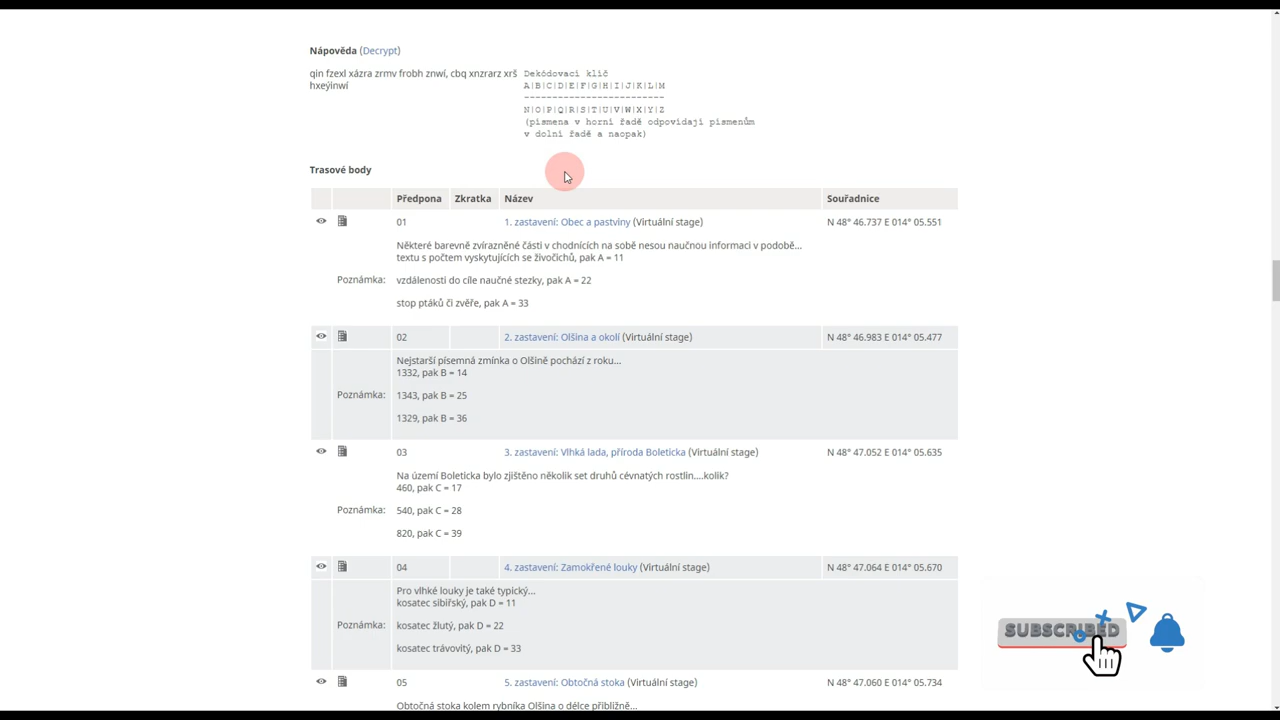 Nápověda (Decrypt)
qin fzexl xázra zrmv frobh znwí, cbq xnzrarz xrš
hxeýinwí
Dekódovací klíč
A|B|C|D|E|F|G|H|I|J|K|L|M
-------------------------
N|O|P|Q|R|S|T|U|V|W|X|Y|Z
(písmena v horní řadě odpovídají písmenům
v dolní řadě a naopak)
Trasové body
Předpona Zkratka Název Souřadnice
01 1. zastavení: Obec a pastviny (Virtuální stage) N 48° 46.737 E 014° 05.551
Některé barevně zvírazněné části v chodnících na sobě nesou naučnou informaci v podobě...
textu s počtem vyskytujících se živočichů, pak A = 11
Poznámka: vzdálenosti do cíle naučné stezky, pak A = 22
stop ptáků či zvěře, pak A = 33
02 2. zastavení: Olšina a okolí (Virtuální stage) N 48° 46.983 E 014° 05.477
Nejstarší písemná zmínka o Olšině pochází z roku...
1332, pak B = 14
Poznámka: 1343, pak B = 25
1329, pak B = 36
03 3. zastavení: Vlhká lada, příroda Boleticka (Virtuální stage) N 48° 47.052 E 014° 05.635
Na území Boleticka bylo zjištěno několik set druhů cévnatých rostlin....kolik?
460, pak C = 17
Poznámka: 540, pak C = 28
820, pak C = 39
04 4. zastavení: Zamokřené louky (Virtuální stage) N 48° 47.064 E 014° 05.670
Pro vlhké louky je také typický...
kosatec sibiřský, pak D = 11
Poznámka: kosatec žlutý, pak D = 22
kosatec trávovitý, pak D = 33
05 5. zastavení: Obtočná stoka (Virtuální stage) N 48° 47.060 E 014° 05.734
Obtočná stoka kolem rybníka Olšina o délce přibližně...
SUBSCRIBED